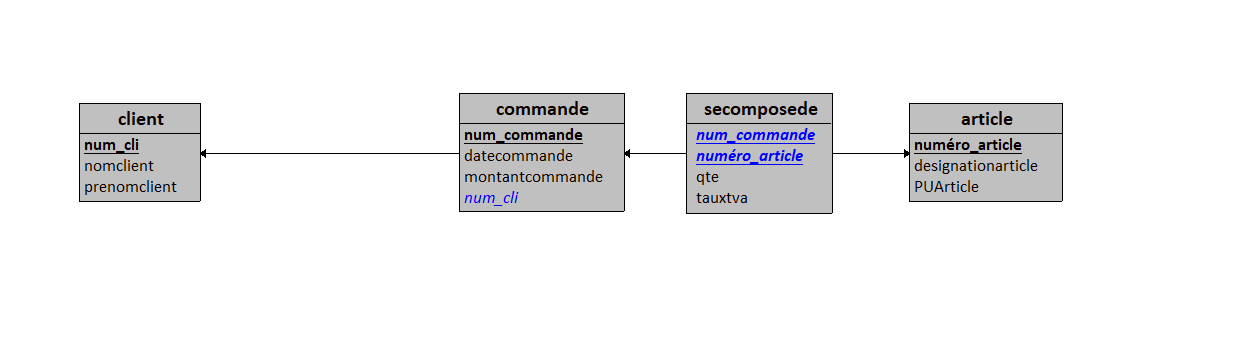 client
num_cli
nomclient
prenomclient
commande
num_commande
datecommande
montantcommande
num_cli
secomposede
num_commande
numéro_article
qte
tauxtva
article
numéro_article
designationarticle
PUArticle